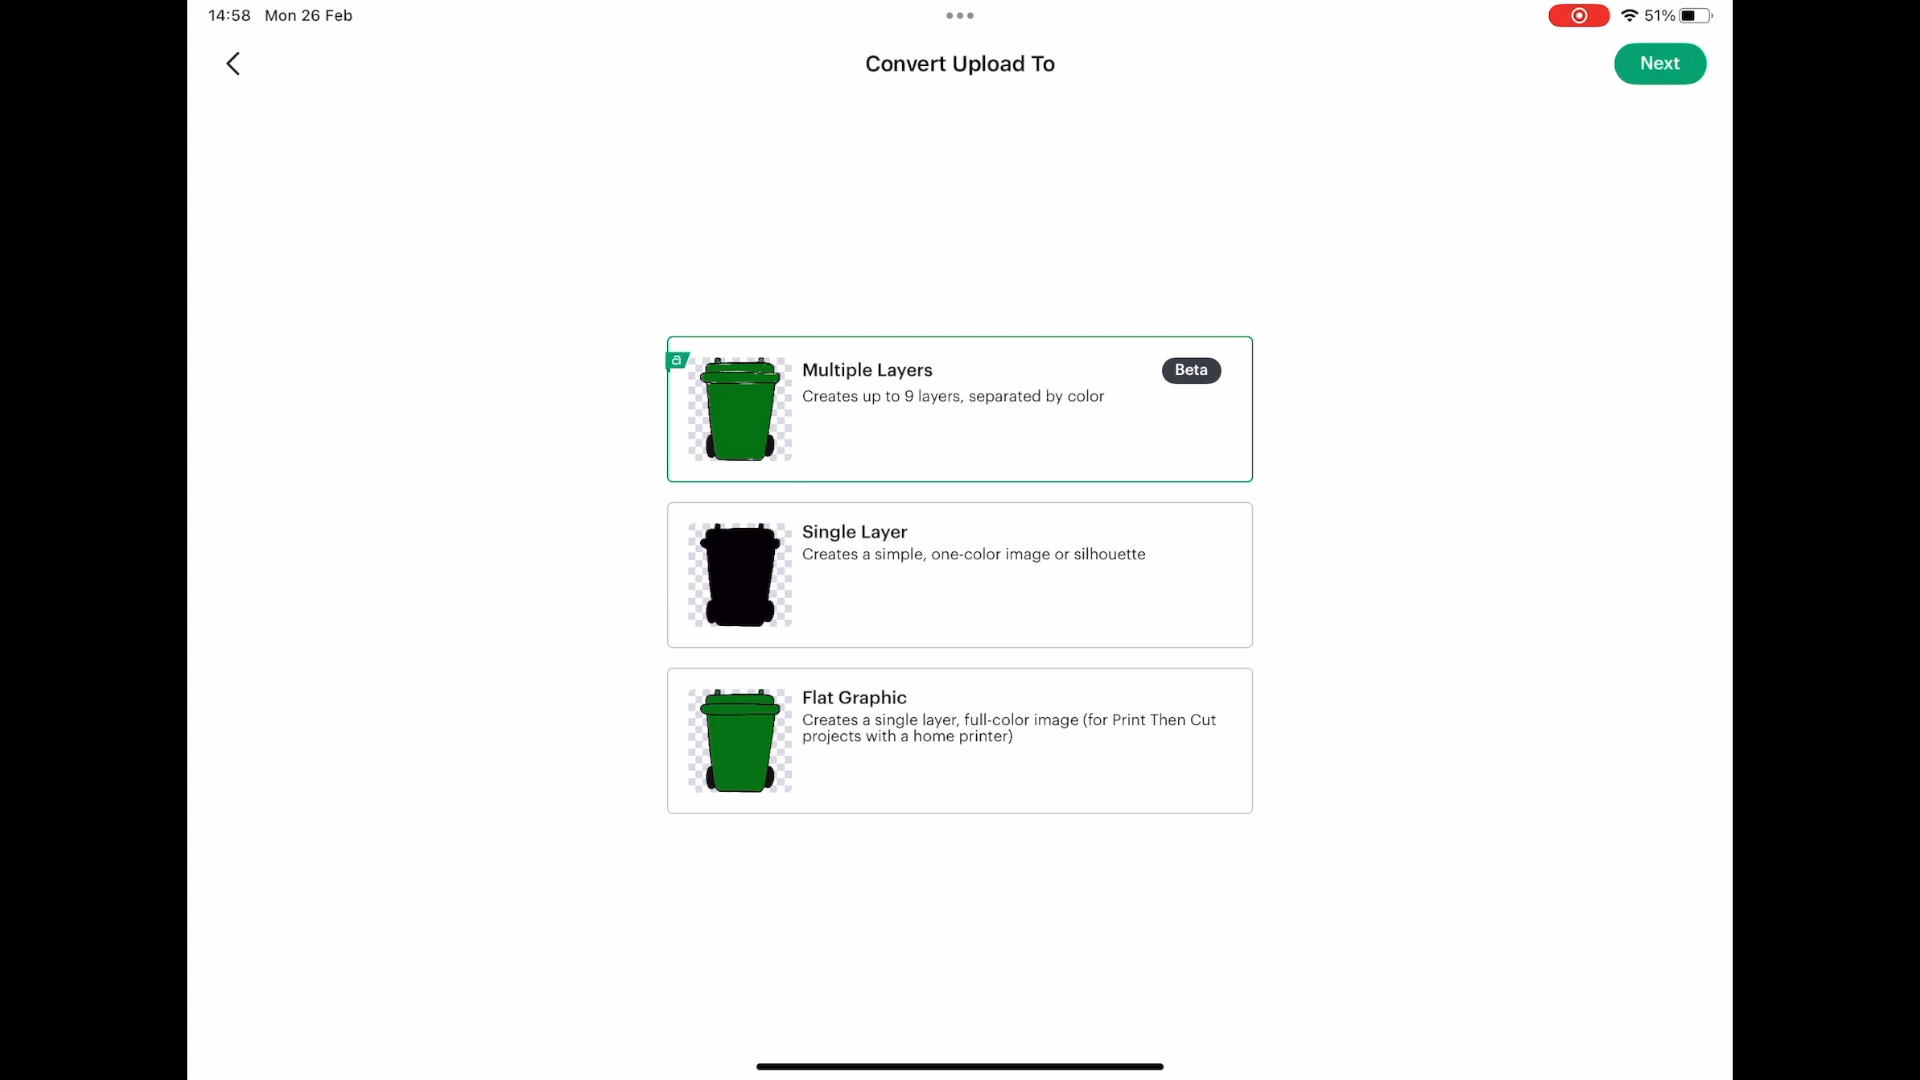 14:58 Mon 26 Feb
51%
Convert Upload To
Next
a
Multiple Layers
Beta
Creates up to 9 layers, separated by color
Single Layer
Creates a simple, one-color image or silhouette
Flat Graphic
Creates a single layer, full-color image (for Print Then Cut
projects with a home printer)